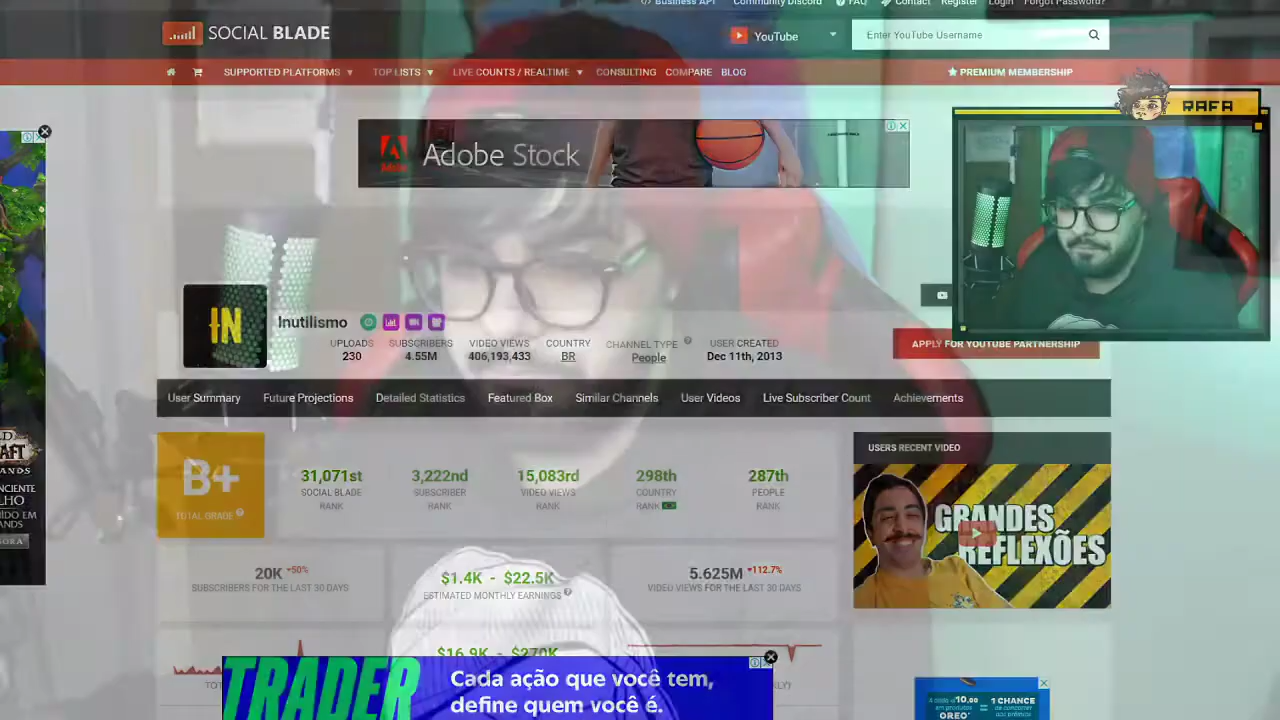 Business API Community Discord FAQ Contact Register Login Forgot Password?
SOCIAL BLADE
YouTube
Enter YouTube Username
SUPPORTED PLATFORMS TOP LISTS LIVE COUNTS / REALTIME CONSULTING COMPARE BLOG
PREMIUM MEMBERSHIP
RAFA
Adobe Stock
IN
Inutilismo
UPLOADS
230
SUBSCRIBERS
4.55M
VIDEO VIEWS
406,193,433
COUNTRY
BR
CHANNEL TYPE
People
USER CREATED
Dec 11th, 2013
APPLY FOR YOUTUBE PARTNERSHIP
User Summary Future Projections Detailed Statistics Featured Box Similar Channels User Videos Live Subscriber Count Achievements
B+
TOTAL GRADE
31,071st
SOCIAL BLADE
RANK
3,222nd
SUBSCRIBER
RANK
15,083rd
VIDEO VIEWS
RANK
298th
COUNTRY
RANK
287th
PEOPLE
RANK
USERS RECENT VIDEO
GRANDES
REFLEXÕES
20K -50%
SUBSCRIBERS FOR THE LAST 30 DAYS
$1.4K - $22.5K
ESTIMATED MONTHLY EARNINGS
5.625M -112.7%
VIDEO VIEWS FOR THE LAST 30 DAYS
$16.9K - $270K
TRADER
Cada ação que você tem,
define quem você é.
OREO
1 CHANCE